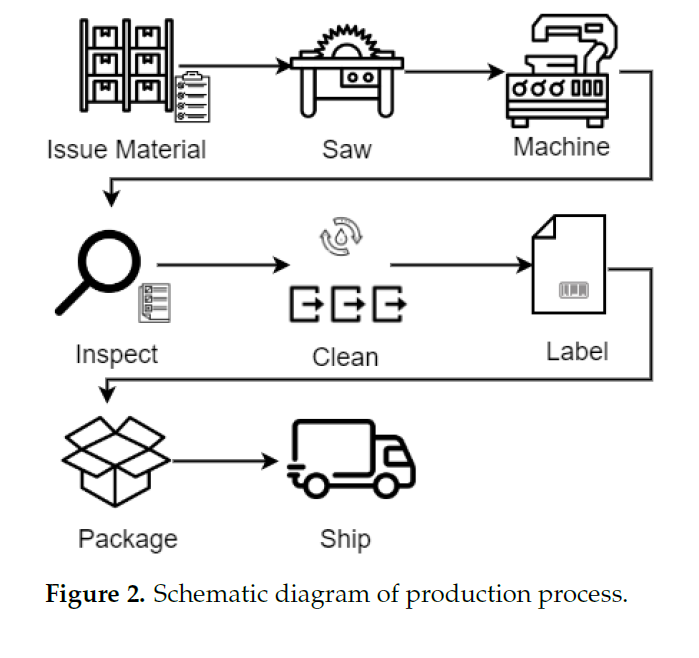 Issue Material
Saw
Machine
Inspect
Clean
Label
Package
Ship
Figure 2. Schematic diagram of production process.